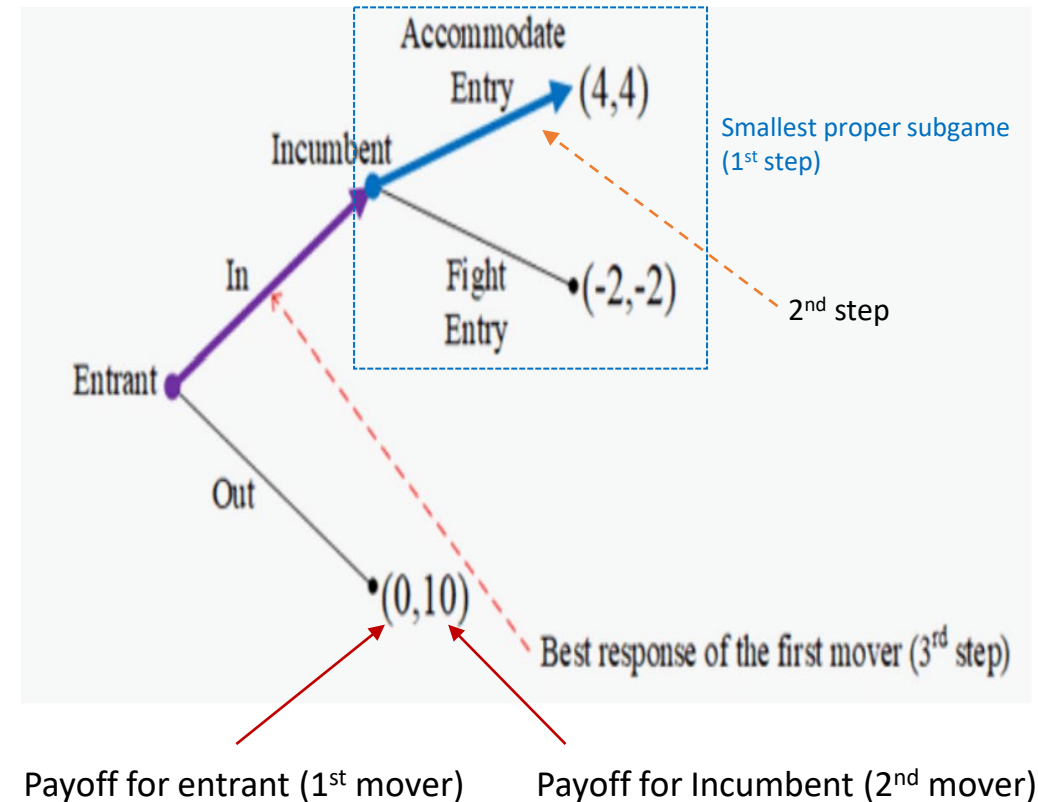 Accommodate
Entry
(4,4)
Smallest proper subgame
(1st step)
Incumbent
In
Fight
Entry
(-2,-2)
2nd step
Entrant
Out
(0,10)
Best response of the first mover (3rd step)
Payoff for entrant (1st mover)
Payoff for Incumbent (2nd mover)